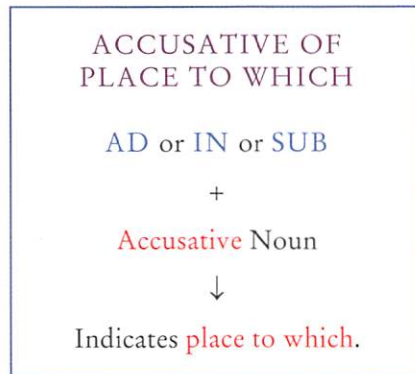 ACCUSATIVE OF
PLACE TO WHICH
AD or IN or SUB
+
Accusative Noun
↓
Indicates place to which.